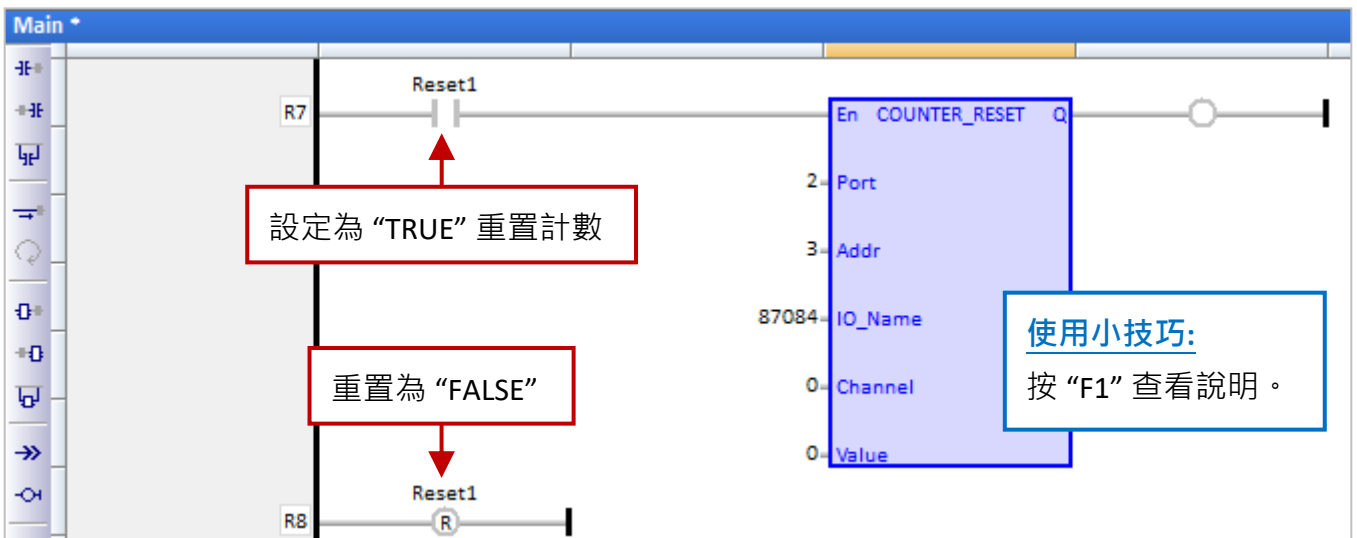 Main *
Reset1
R7
En COUNTER_RESET Q
設定為 “TRUE” 重置計數
2 Port
3 Addr
87084 IO_Name
使用小技巧:
按 “F1” 查看說明。
重置為 “FALSE”
0 Channel
0 Value
Reset1
R8
R